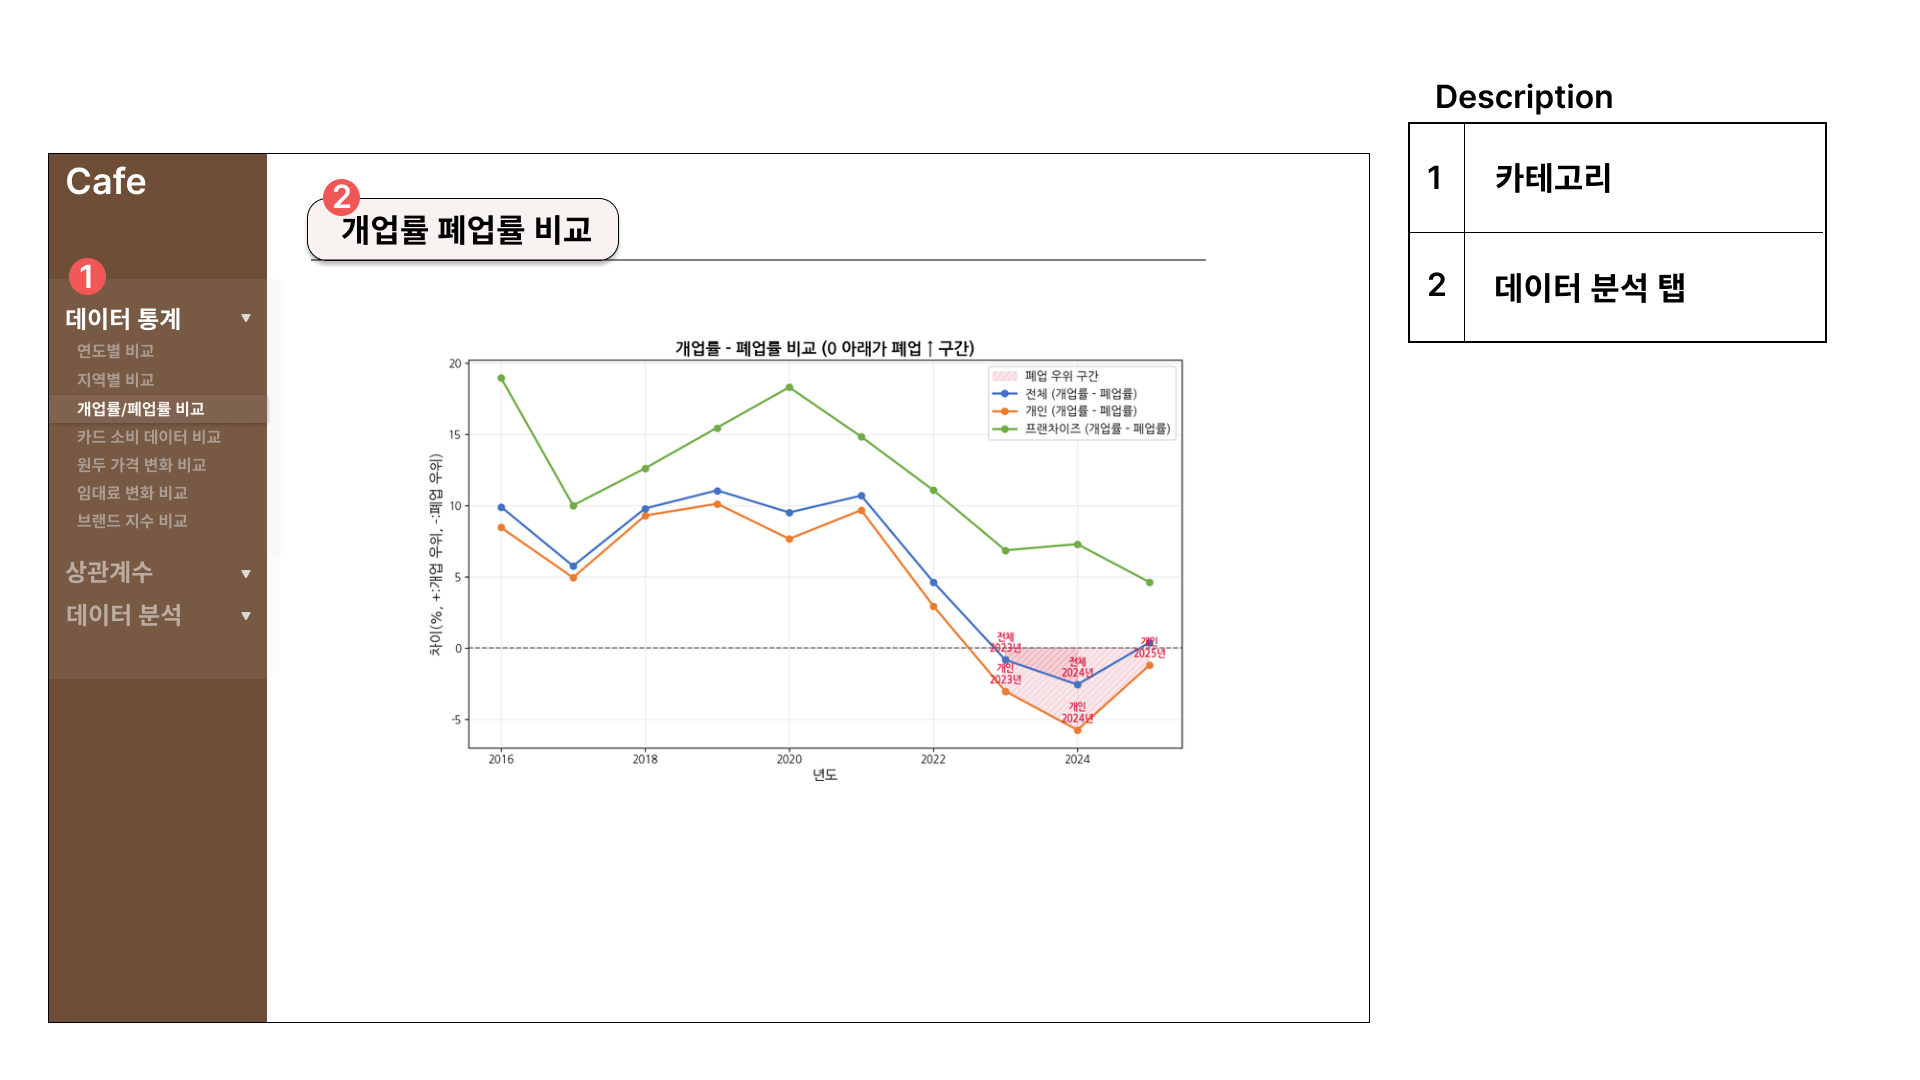 Description
1 카테고리
2 데이터 분석 탭
Cafe
1
데이터 통계 ▼
연도별 비교
지역별 비교
개업률/폐업률 비교
카드 소비 데이터 비교
원두 가격 변화 비교
임대료 변화 비교
브랜드 지수 비교
상관계수 ▼
데이터 분석 ▼
2
개업률 폐업률 비교
개업률 - 폐업률 비교 (0 아래가 폐업 ↑ 구간)
폐업 우위 구간
전체 (개업률 - 폐업률)
개인 (개업률 - 폐업률)
프랜차이즈 (개업률 - 폐업률)
차이(%, +:개업 우위, -:폐업 우위)
20
15
10
5
0
-5
전체
2023년
개인
2023년
전체
2024년
개인
2024년
개인
2025년
2016 2018 2020 2022 2024
년도